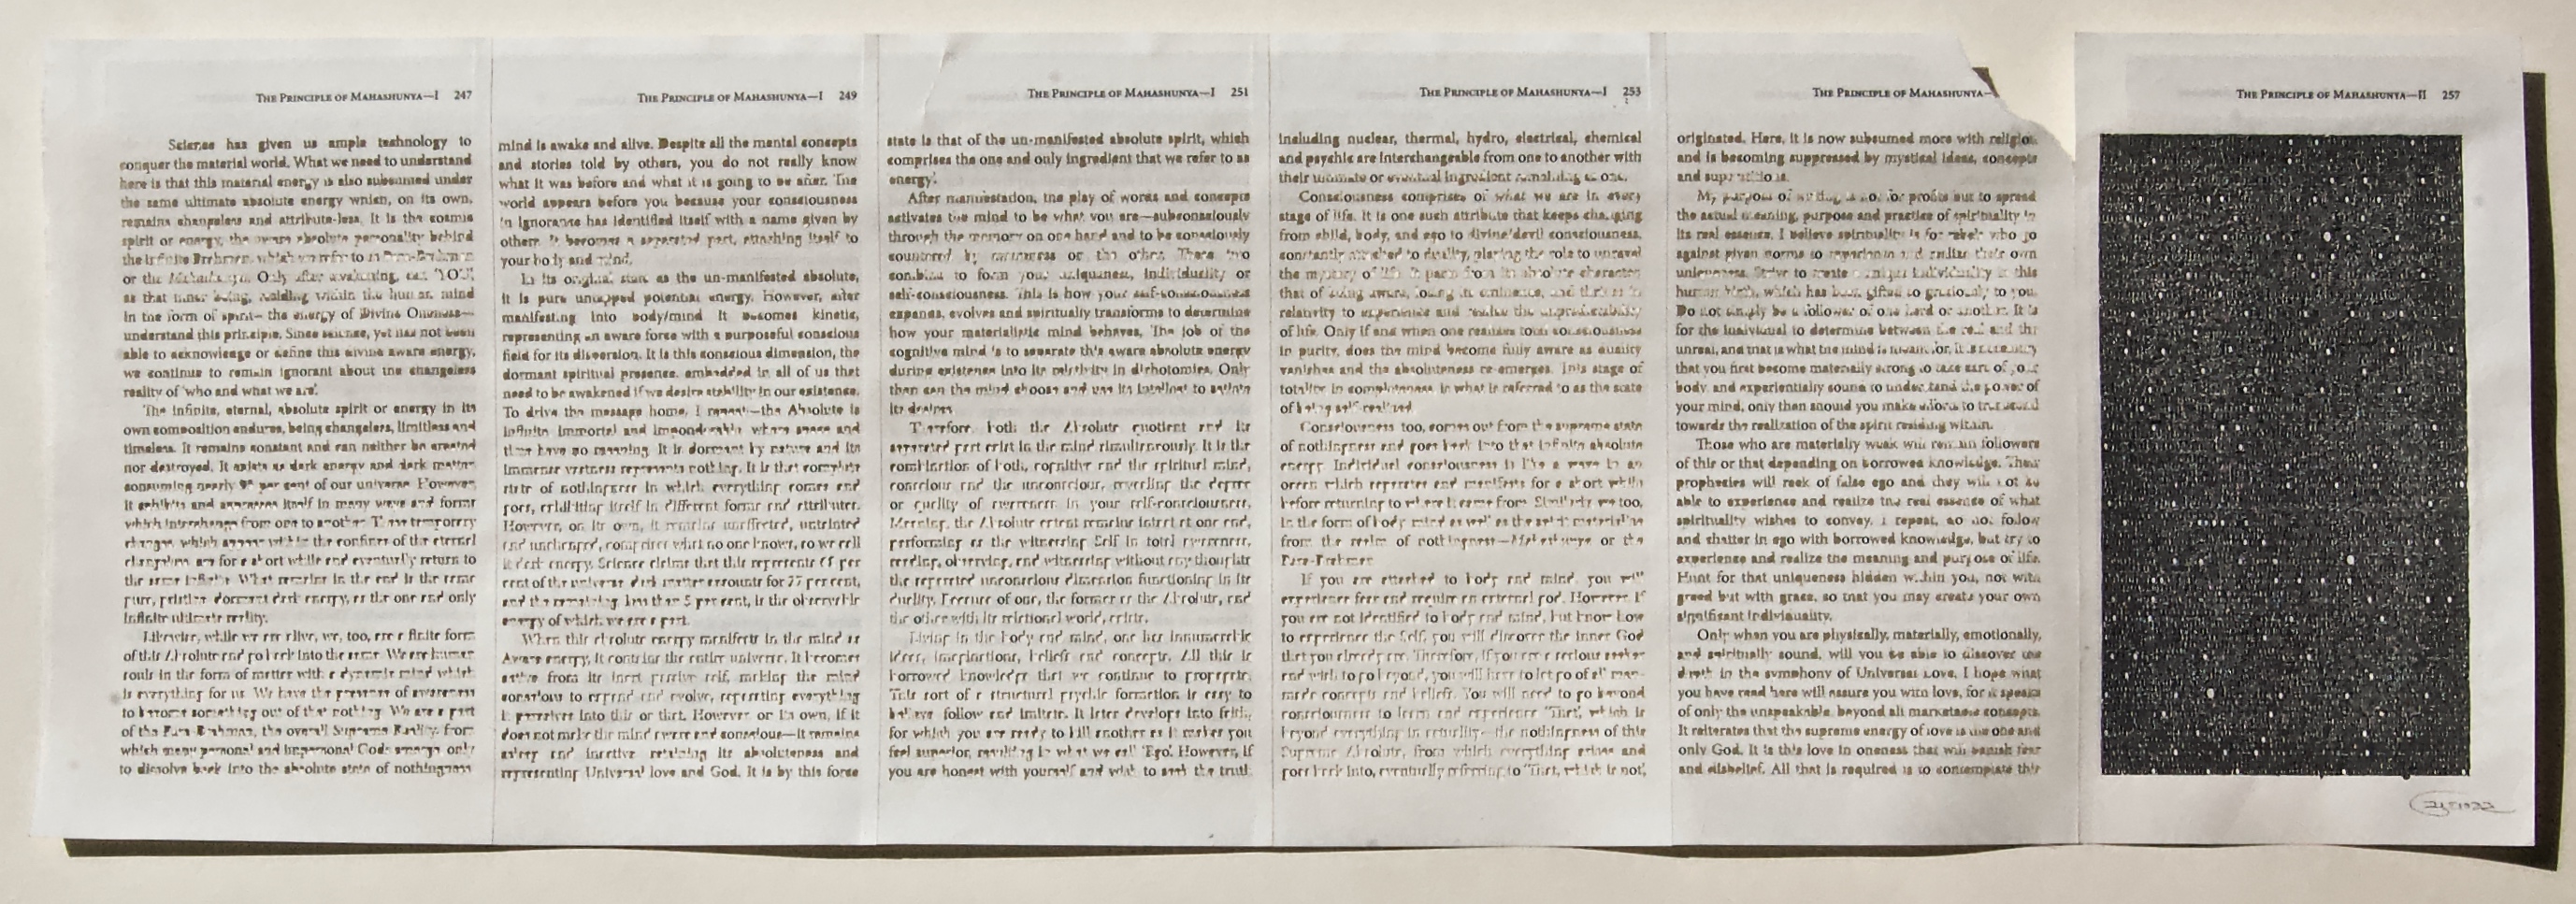 THE PRINCIPLE OF MAHASHUNYA—I 247
Science has given us ample technology to
conquer the material world. What we need to understand
here is that this material energy is also subsumed under
the same ultimate absolute energy which, on its own,
remains changeless and attribute-less. It is the cosmic
spirit or energy, the aware absolute personality behind
the Infinite Brahman, which we refer to as Para-Brahman
or the Mahashunya. Only after awakening, can 'YOU',
as that inner being, residing within the human mind
in the form of spirit– the energy of Divine Oneness—
understand this principle. Since science, yet has not been
able to acknowledge or define this divine aware energy,
we continue to remain ignorant about the changeless
reality of 'who and what we are'.
The infinite, eternal, absolute spirit or energy in its
own composition endures, being changeless, limitless and
timeless. It remains constant and can neither be created
nor destroyed. It exists as dark energy and dark matter
consuming nearly per cent of our universe. However,
it exhibits and expresses itself in many ways and forms
which interchange from one to another. These temporary
changes, which appear within the confines of the eternal
changeless are for a short while and eventually return to
the same infinite. What remains in the end is the same
pure, pristine dormant dark energy, as the one and only
infinite ultimate reality.
Likewise, while we are alive, we, too, are a finite form
of this Absolute and go back into the same. We are human
souls in the form of matter with a dynamic mind which
is everything for us. We have the presence of awareness
to become something out of that nothing. We are a part
of the Para-Brahman, the overall Supreme Reality, from
which many personal and impersonal Gods emerge only
to dissolve back into the absolute state of nothingness
THE PRINCIPLE OF MAHASHUNYA—I 249
mind is awake and alive. Despite all the mental concepts
and stories told by others, you do not really know
what it was before and what it is going to be after. The
world appears before you because your consciousness
in ignorance has identified itself with a name given by
others. It becomes a separated part, attaching itself to
your body and mind.
In its original state as the un-manifested absolute,
it is pure untapped potential energy. However, after
manifesting into body/mind it becomes kinetic,
representing an aware force with a purposeful conscious
field for its dispersion. It is this conscious dimension, the
dormant spiritual presence, embedded in all of us that
need to be awakened if we desire stability in our existence.
To drive the message home, I repeat—the Absolute is
infinite immortal and imponderable where space and
time have no meaning. It is dormant by nature and its
immense vastness represents nothing. It is that complete
state of nothingness in which everything comes and
goes, exhibiting itself in different forms and attributes.
However, on its own, it remains unaffected, untainted
and unchanged, comprises what no one knows, so we call
it dark energy. Science claims that this represents per
cent of the universe dark matter accounts for 27 per cent,
and the remaining less than 5 per cent, is the observable
energy of which we are a part.
When this absolute energy manifests in the mind as
Aware energy, it contains the entire universe. It becomes
active from its inert passive self, making the mind
conscious to expand and evolve, separating everything
it perceives into this or that. However on its own, if it
does not make the mind aware and conscious—it remains
asleep and inactive retaining its absoluteness and
representing Universal love and God. It is by this force
THE PRINCIPLE OF MAHASHUNYA—I 251
state is that of the un-manifested absolute spirit, which
comprises the one and only ingredient that we refer to as
energy'.
After manifestation, the play of words and concepts
activates the mind to be what you are—subconsciously
through the memory on one hand and to be consciously
countered by awareness on the other. These two
combine to form your uniqueness, individuality or
self-consciousness. This is how your self-consciousness
expands, evolves and spiritually transforms to determine
how your materialistic mind behaves. The job of the
cognitive mind is to separate this aware absolute energy
during existence into its relativity in dichotomies. Only
then can the mind choose and use its intellect to satiate
its desires.
Therefore, both the Absolute quotient and its
separated part exist in the mind simultaneously. It is the
combination of both, cognitive and the spiritual mind,
conscious and the unconscious, revealing the degree
or quality of awareness in your self-consciousness.
Meaning, the Absolute extent remains intact at one end,
performing as the witnessing Self in total awareness,
reading, observing, and witnessing without any thoughts
the separated unconscious dimension functioning in its
duality. Because of one, the former as the Absolute, and
the other with its relational world, exists.
Living in the body and mind, one has innumerable
ideas, imaginations, beliefs and concepts. All this is
borrowed knowledge that we continue to propagate.
This sort of a structural psychic formation is easy to
believe follow and imitate. It later develops into faith,
for which you are ready to kill another as it makes you
feel superior, resulting in what we call 'Ego'. However, if
you are honest with yourself and wish to seek the truth
THE PRINCIPLE OF MAHASHUNYA—I 253
including nuclear, thermal, hydro, electrical, chemical
and psychic are interchangeable from one to another with
their ultimate or eventual ingredient remaining as one.
Consciousness comprises of what we are in every
stage of life. It is one such attribute that keeps changing
from child, body, and ego to divine/devil consciousness,
constantly attached to duality, playing the role to unravel
the mystery of life. It parts from its absolute character
that of being aware, losing its eminence, and thrives in
relativity to experience and realize the unpredictability
of life. Only if and when one realizes total consciousness
in purity, does the mind become fully aware as duality
vanishes and the absoluteness re-emerges. This stage of
totality in completeness is what is referred to as the state
of being self-realized.
Consciousness too, comes out from the supreme state
of nothingness and goes back into that infinite absolute
energy. Individual consciousness is like a wave in an
ocean which separates and manifests for a short while
before returning to where it came from. Similarly we too,
in the form of body mind as well as the spirit materialise
from the realm of nothingness—Mahashunya or the
Para-Brahman.
If you are attached to body and mind, you will
experience fear and require an external god. However if
you are not identified to body and mind, but know how
to experience the Self, you will discover the inner God
that you already are. Therefore, if you are a serious seeker
and wish to go beyond, you will have to let go of all man-
made concepts and beliefs. You will need to go beyond
consciousness to learn and experience 'That', which is
beyond everything in actuality—the nothingness of this
Supreme Absolute, from which everything arises and
goes back into, eventually referring to "That, which is not',
THE PRINCIPLE OF MAHASHUNYA—
originated. Here, it is now subsumed more with religion
and is becoming suppressed by mystical ideas, concepts
and superstitions.
My purpose of writing is not for profits but to spread
the actual meaning, purpose and practice of spirituality in
its real essence. I believe spirituality is for rebels who go
against given norms to experience and realize their own
uniqueness. Strive to create a unique individuality in this
human birth, which has been gifted so graciously to you.
Do not simply be a follower of one herd or another. It is
for the individual to determine between the real and the
unreal, and that is what the mind is meant for. It is necessary
that you first become materially strong to take care of your
body and experientially sound to understand the power of
your mind, only then should you make efforts to transcend
towards the realization of the spirit residing within.
Those who are materially weak will remain followers
of this or that depending on borrowed knowledge. Their
prophecies will reek of false ego and they will not be
able to experience and realize the real essence of what
spirituality wishes to convey. I repeat, do not follow
and chatter in ego with borrowed knowledge, but try to
experience and realize the meaning and purpose of life.
Hunt for that uniqueness hidden within you, not with
greed but with grace, so that you may create your own
significant individuality.
Only when you are physically, materially, emotionally,
and spiritually sound, will you be able to discover the
depth in the symphony of Universal Love. I hope what
you have read here will assure you with love, for it speaks
of only the unspeakable, beyond all marketable concepts.
It reiterates that the supreme energy of love is the one and
only God. It is this love in oneness that will banish fear
and disbelief. All that is required is to contemplate this
THE PRINCIPLE OF MAHASHUNYA—II 257